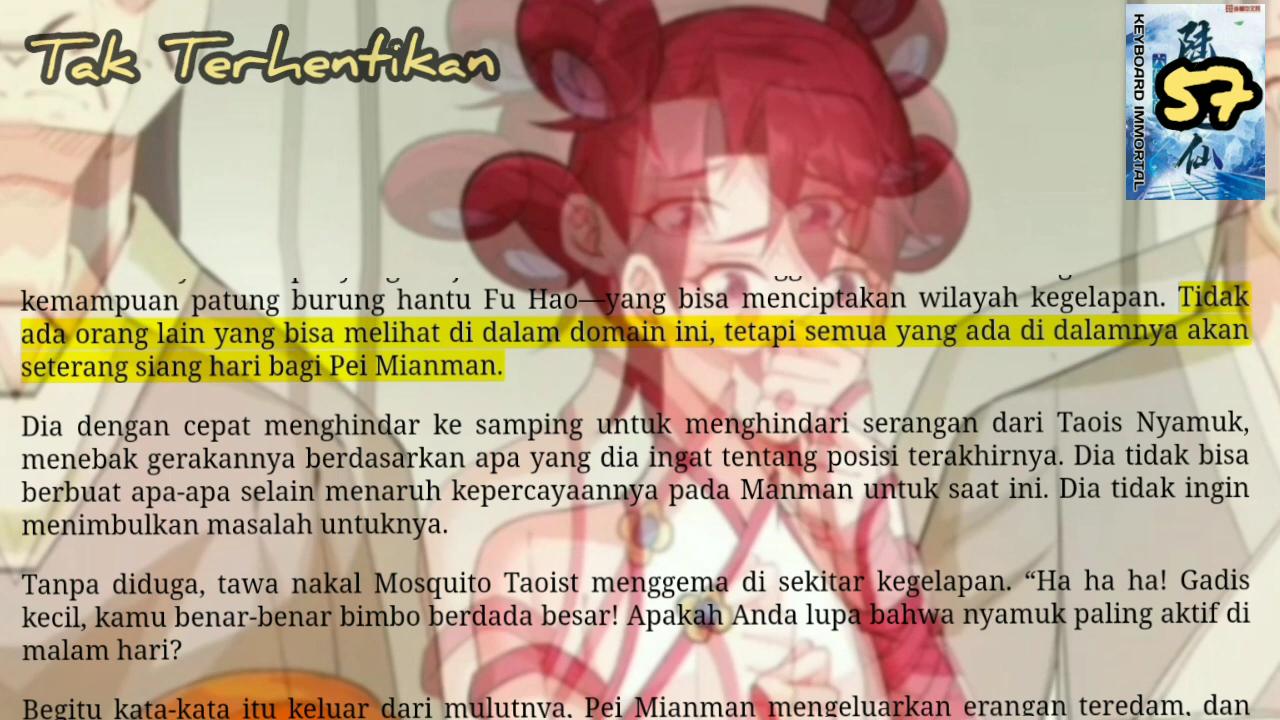 Tak Terhentikan
KEYBOARD IMMORTAL
陆
仙
57
kemampuan patung burung hantu Fu Hao—yang bisa menciptakan wilayah kegelapan. Tidak
ada orang lain yang bisa melihat di dalam domain ini, tetapi semua yang ada di dalamnya akan
seterang siang hari bagi Pei Mianman.
Dia dengan cepat menghindar ke samping untuk menghindari serangan dari Taois Nyamuk,
menebak gerakannya berdasarkan apa yang dia ingat tentang posisi terakhirnya. Dia tidak bisa
berbuat apa-apa selain menaruh kepercayaannya pada Manman untuk saat ini. Dia tidak ingin
menimbulkan masalah untuknya.
Tanpa diduga, tawa nakal Mosquito Taoist menggema di sekitar kegelapan. “Ha ha ha! Gadis
kecil, kamu benar-benar bimbo berdada besar! Apakah Anda lupa bahwa nyamuk paling aktif di
malam hari?
Begitu kata-kata itu keluar dari mulutnya, Pei Mianman mengeluarkan erangan teredam, dan